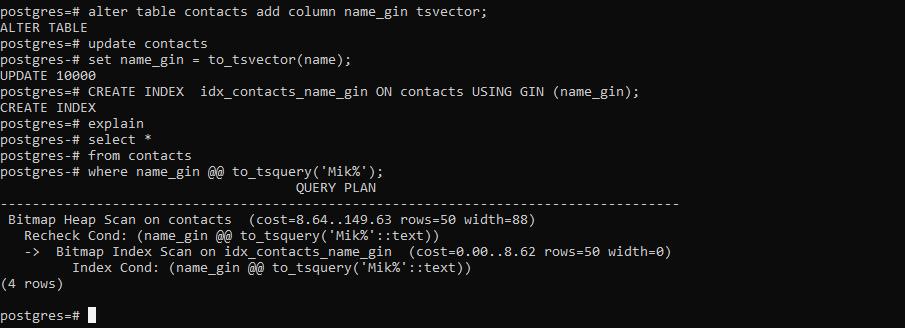 postgres=# alter table contacts add column name_gin tsvector;
ALTER TABLE
postgres=# update contacts
postgres-# set name_gin = to_tsvector(name);
UPDATE 10000
postgres=# CREATE INDEX  idx_contacts_name_gin ON contacts USING GIN (name_gin);
CREATE INDEX
postgres=# explain
postgres-# select *
postgres-# from contacts
postgres-# where name_gin @@ to_tsquery('Mik%');
                                     QUERY PLAN
-------------------------------------------------------------------------------------
 Bitmap Heap Scan on contacts  (cost=8.64..149.63 rows=50 width=88)
   Recheck Cond: (name_gin @@ to_tsquery('Mik%'::text))
   ->  Bitmap Index Scan on idx_contacts_name_gin  (cost=0.00..8.62 rows=50 width=0)
         Index Cond: (name_gin @@ to_tsquery('Mik%'::text))
(4 rows)
postgres=#